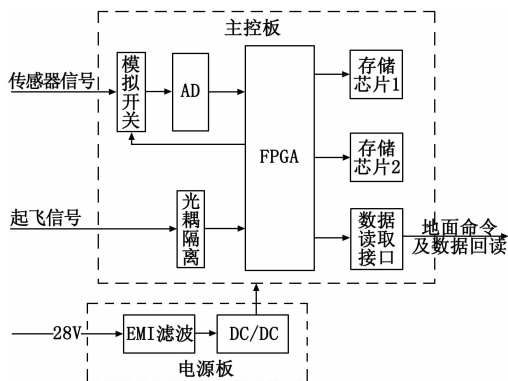 主控板
传感器信号
模
拟
开
关
AD
FPGA
存储
芯片1
存储
芯片2
起飞信号
光
耦
隔
离
数据
读取
接口
地面命令
及数据回读
28V
EMI滤波
DC/DC
电源板